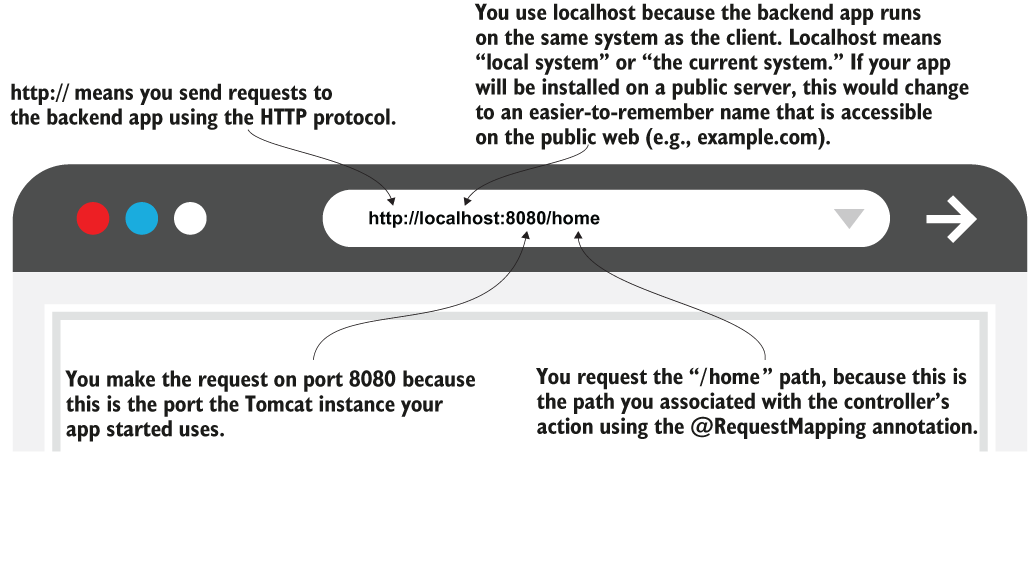 You use localhost because the backend app runs
on the same system as the client. Localhost means
“local system” or “the current system.” If your app
will be installed on a public server, this would change
to an easier-to-remember name that is accessible
on the public web (e.g., example.com).
http:// means you send requests to
the backend app using the HTTP protocol.
http://localhost:8080/home
You make the request on port 8080 because
this is the port the Tomcat instance your
app started uses.
You request the “/home” path, because this is
the path you associated with the controller’s
action using the @RequestMapping annotation.